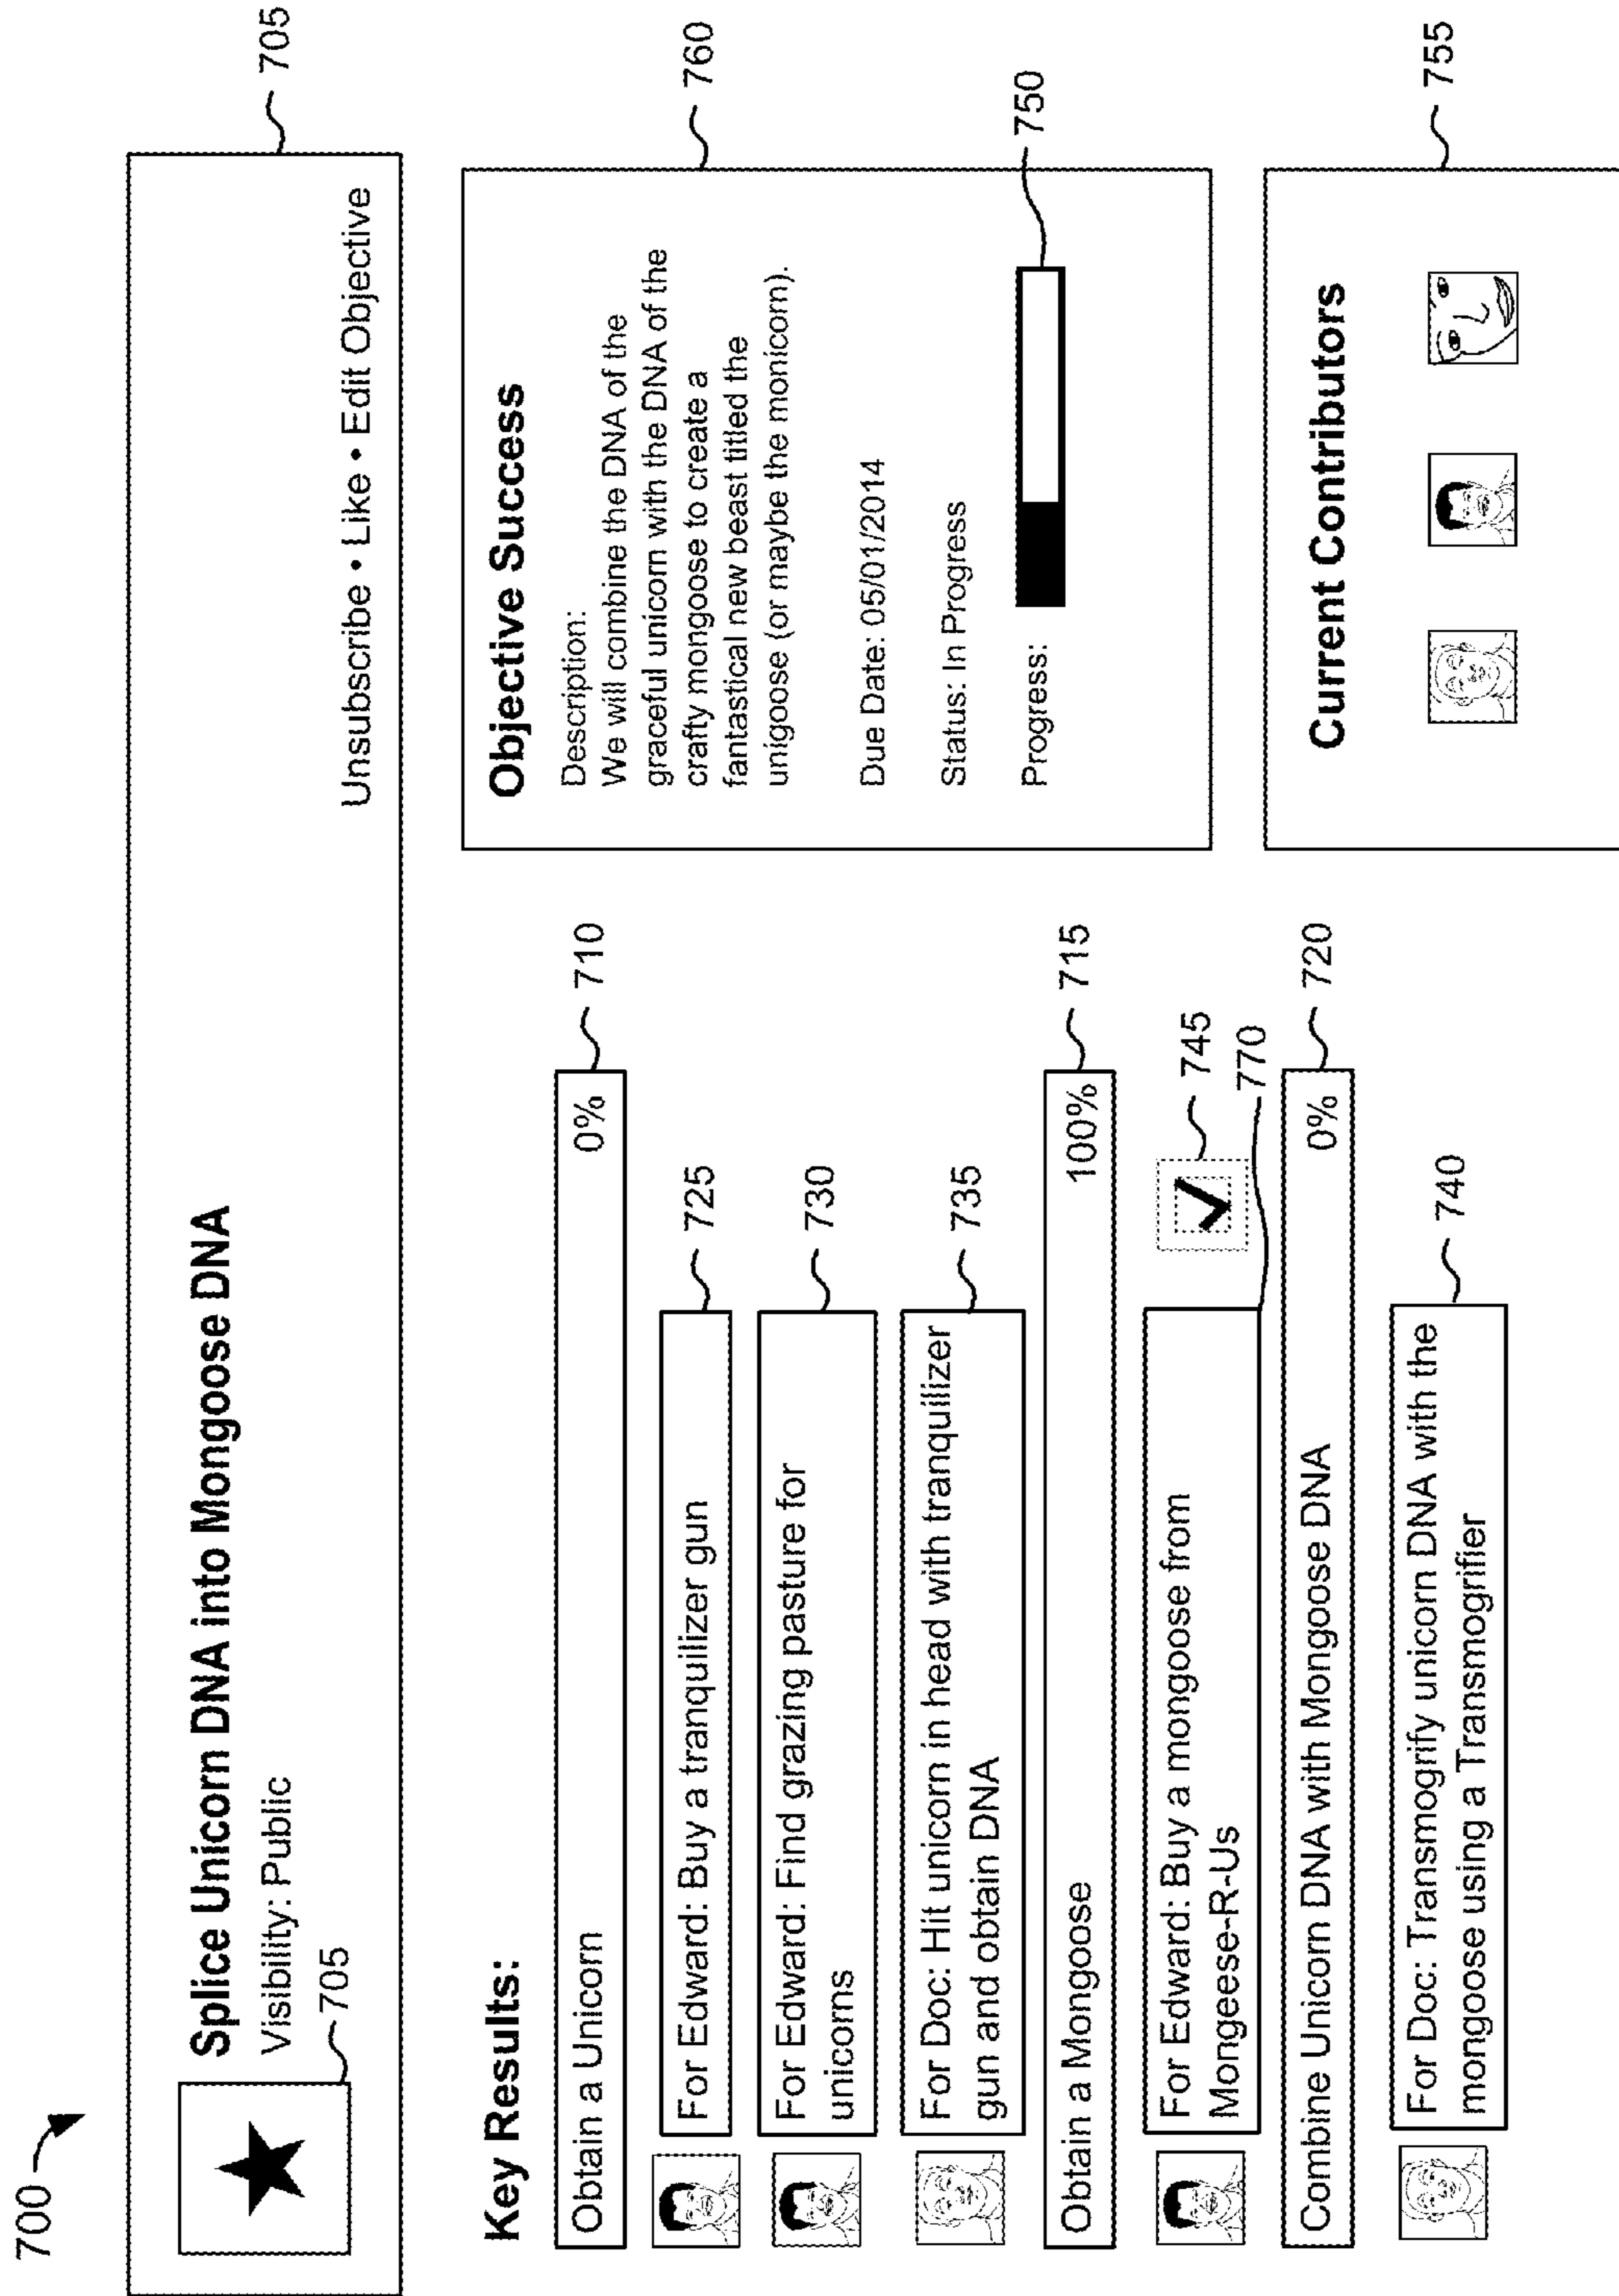 700
Splice Unicorn DNA into Mongoose DNA
Visibility: Public
705
Unsubscribe • Like • Edit Objective
705
Key Results:
Obtain a Unicorn 0%
710
For Edward: Buy a tranquilizer gun
725
For Edward: Find grazing pasture for
unicorns
730
For Doc: Hit unicorn in head with tranquilizer
gun and obtain DNA
735
Obtain a Mongoose 100%
715
For Edward: Buy a mongoose from
Mongeese-R-Us
745
770
Combine Unicorn DNA with Mongoose DNA 0%
720
For Doc: Transmogrify unicorn DNA with the
mongoose using a Transmogrifier
740
Objective Success
Description:
We will combine the DNA of the
graceful unicorn with the DNA of the
crafty mongoose to create a
fantastical new beast titled the
unigoose (or maybe the monicorn).
Due Date: 05/01/2014
Status: In Progress
Progress:
760
750
Current Contributors
755